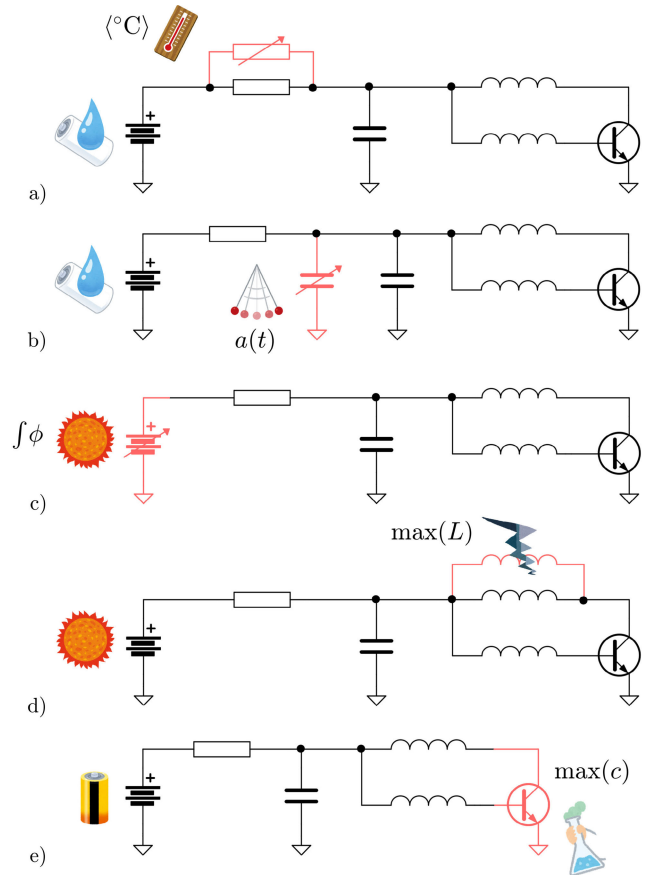 ⟨°C⟩
+
a)
+
b)
a(t)
∫ϕ
+
c)
max(L)
+
d)
+
max(c)
e)